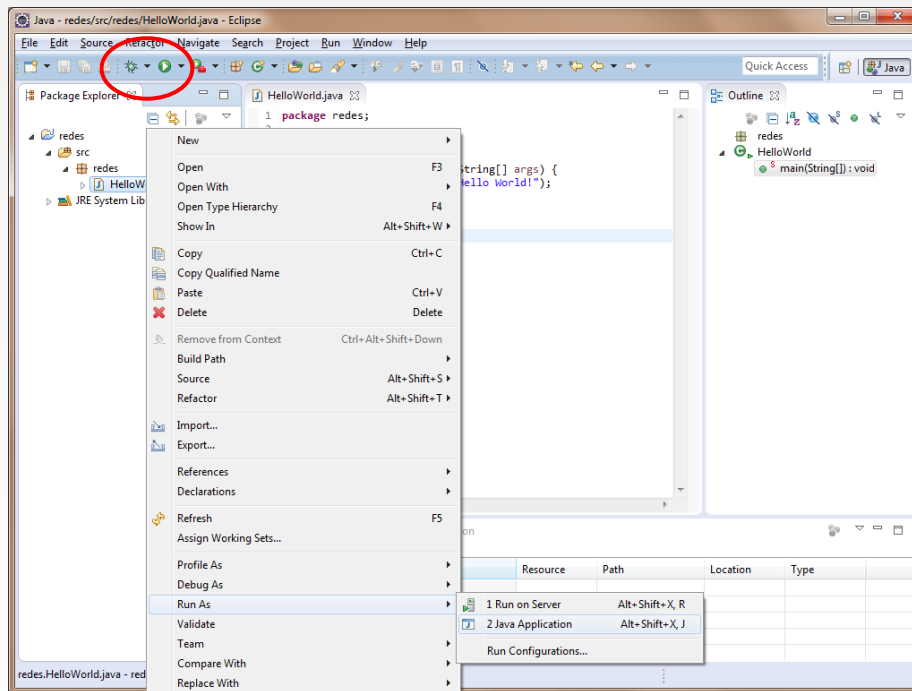 Java - redes/src/redes/HelloWorld.java - Eclipse
File Edit Source Refactor Navigate Search Project Run Window Help
Quick Access
Java
Package Explorer
HelloWorld.java
Outline
redes
src
redes
HelloW
JRE System Lib
1 package redes;
String[] args) {
ello World!");
redes
HelloWorld
S main(String[]) : void
New
Open F3
Open With
Open Type Hierarchy F4
Show In Alt+Shift+W
Copy Ctrl+C
Copy Qualified Name
Paste Ctrl+V
Delete Delete
Remove from Context Ctrl+Alt+Shift+Down
Build Path
Source Alt+Shift+S
Refactor Alt+Shift+T
Import...
Export...
References
Declarations
Refresh F5
Assign Working Sets...
Profile As
Debug As
Run As
Validate
Team
Compare With
Replace With
on
Resource Path Location Type
1 Run on Server Alt+Shift+X, R
2 Java Application Alt+Shift+X, J
Run Configurations...
redes.HelloWorld.java - red